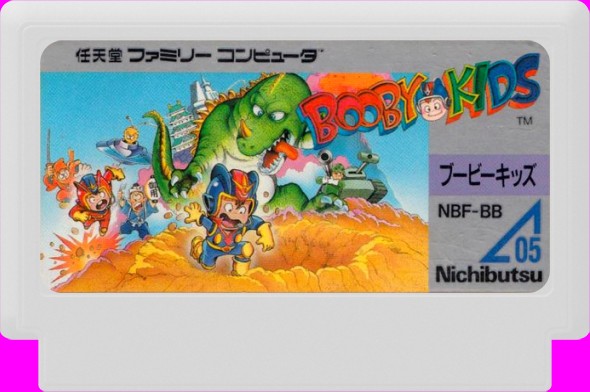 任天堂 ファミリー コンピュータ
BOOBY KIDS
TM
ブービーキッズ
NBF-BB
05
Nichibutsu